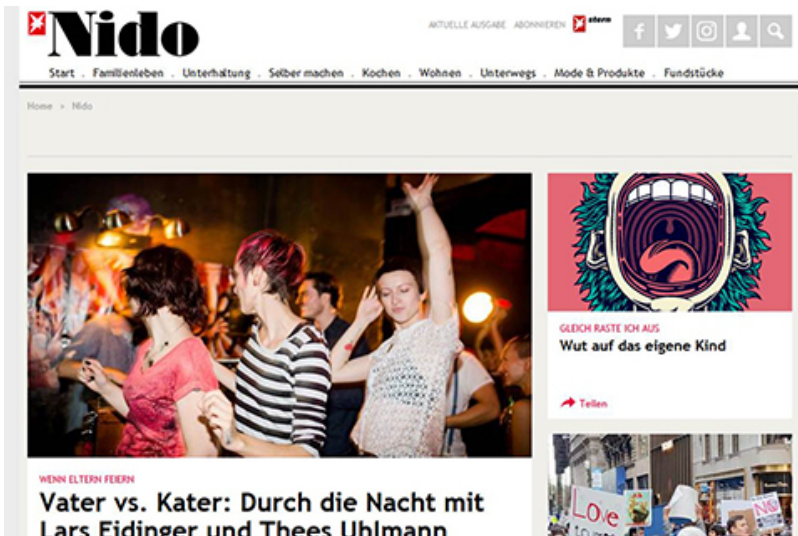 Nido
AKTUELLE AUSGABE ABONNIEREN stern
Start . Familienleben . Unterhaltung . Selber machen . Kochen . Wohnen . Unterwegs . Mode & Produkte . Fundstücke
Home > Nido
WENN ELTERN FEIERN
Vater vs. Kater: Durch die Nacht mit
Lars Eidinger und Thees Uhlmann
GLEICH RASTE ICH AUS
Wut auf das eigene Kind
Teilen
Love
NO